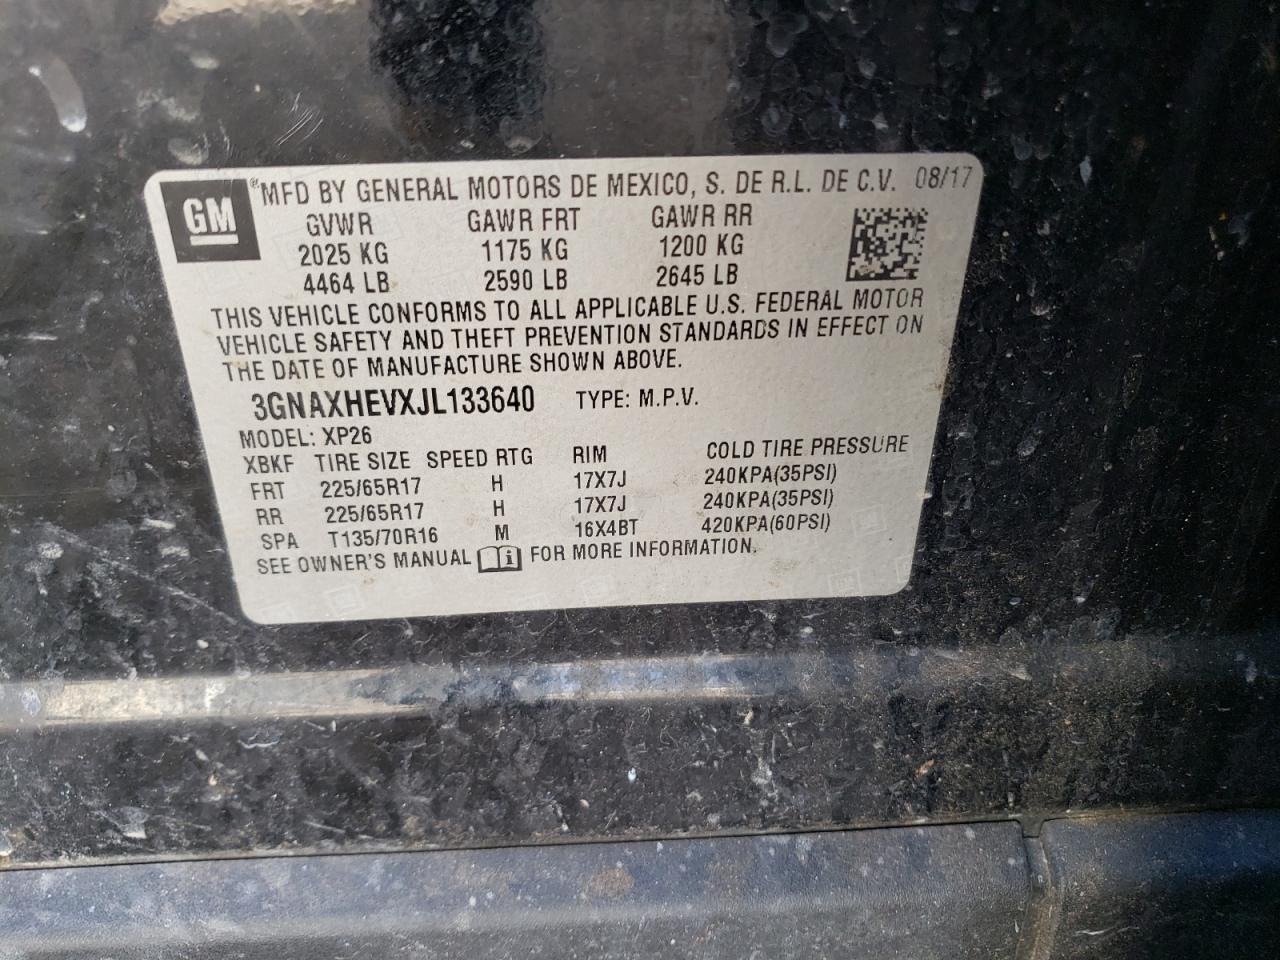 GM ®MFD BY GENERAL MOTORS DE MEXICO, S. DE R.L. DE C.V. 08/17
GVWR GAWR FRT GAWR RR
2025 KG 1175 KG 1200 KG
4464 LB 2590 LB 2645 LB
THIS VEHICLE CONFORMS TO ALL APPLICABLE U.S. FEDERAL MOTOR
VEHICLE SAFETY AND THEFT PREVENTION STANDARDS IN EFFECT ON
THE DATE OF MANUFACTURE SHOWN ABOVE.
3GNAXHEVXJL133640 TYPE: M.P.V.
MODEL: XP26
XBKF TIRE SIZE SPEED RTG RIM COLD TIRE PRESSURE
FRT 225/65R17 H 17X7J 240KPA(35PSI)
RR 225/65R17 H 17X7J 240KPA(35PSI)
SPA T135/70R16 M 16X4BT 420KPA(60PSI)
SEE OWNER'S MANUAL i FOR MORE INFORMATION.